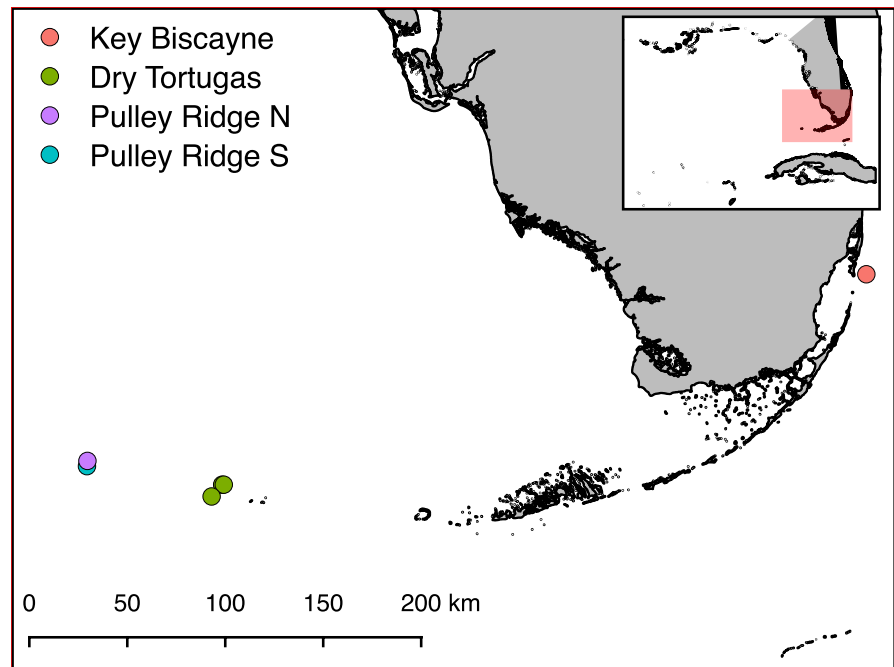 Key Biscayne
Dry Tortugas
Pulley Ridge N
Pulley Ridge S
0 50 100 150 200 km